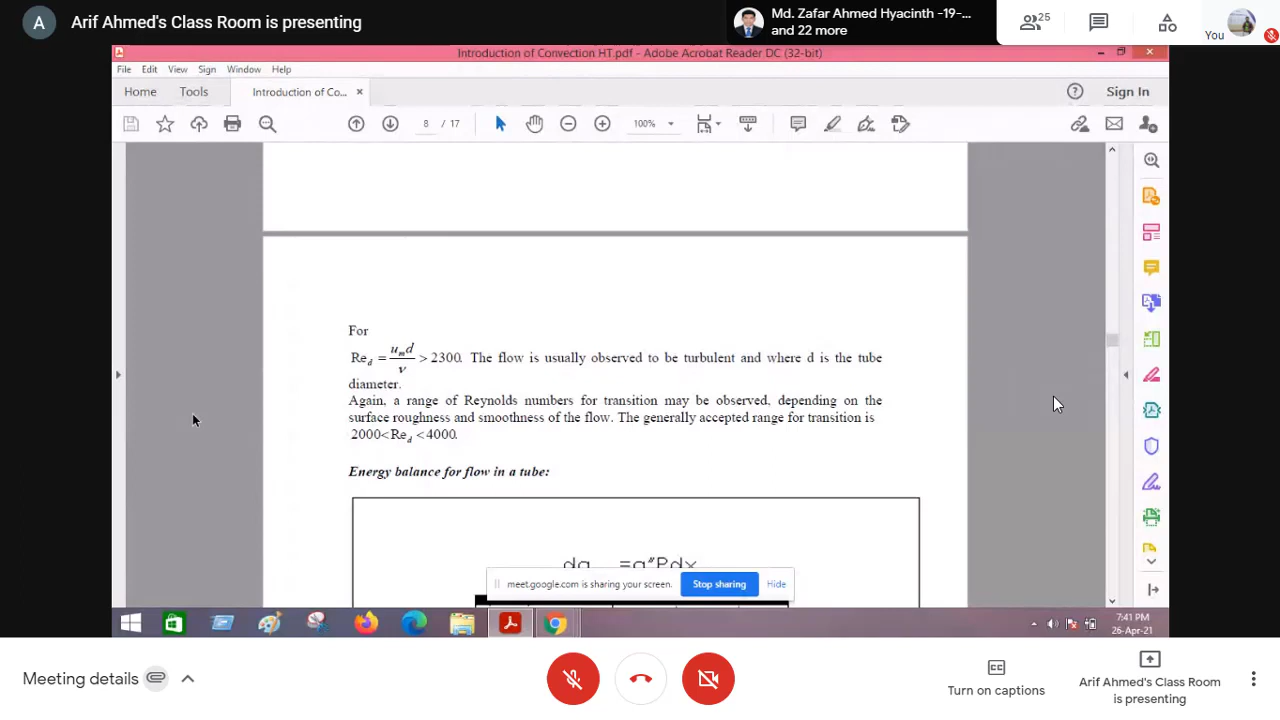 A
Arif Ahmed's Class Room is presenting
Md. Zafar Ahmed Hyacinth -19-...
and 22 more
25
You
Introduction of Convection HT.pdf - Adobe Acrobat Reader DC (32-bit)
File Edit View Sign Window Help
Home Tools Introduction of Co... × Sign In
8 / 17 100%
For
Re_d = u_m d / ν > 2300. The flow is usually observed to be turbulent and where d is the tube
diameter.
Again, a range of Reynolds numbers for transition may be observed, depending on the
surface roughness and smoothness of the flow. The generally accepted range for transition is
2000<Re_d <4000.
Energy balance for flow in a tube:
dq =q″Pdx
meet.google.com is sharing your screen. Stop sharing Hide
7:41 PM
26-Apr-21
Meeting details
Turn on captions
Arif Ahmed's Class Room
is presenting